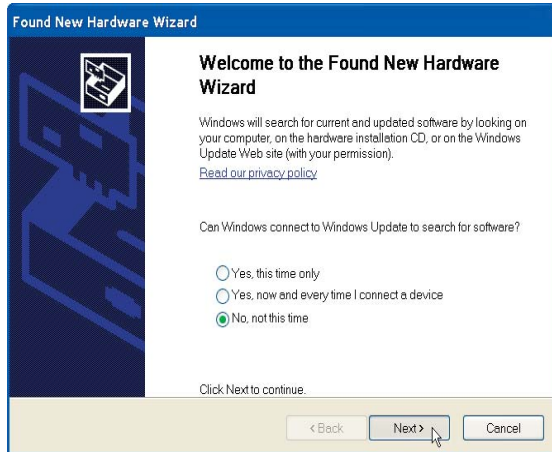 Found New Hardware Wizard
Welcome to the Found New Hardware
Wizard
Windows will search for current and updated software by looking on
your computer, on the hardware installation CD, or on the Windows
Update Web site (with your permission).
Read our privacy policy
Can Windows connect to Windows Update to search for software?
Yes, this time only
Yes, now and every time I connect a device
No, not this time
Click Next to continue.
< Back Next > Cancel